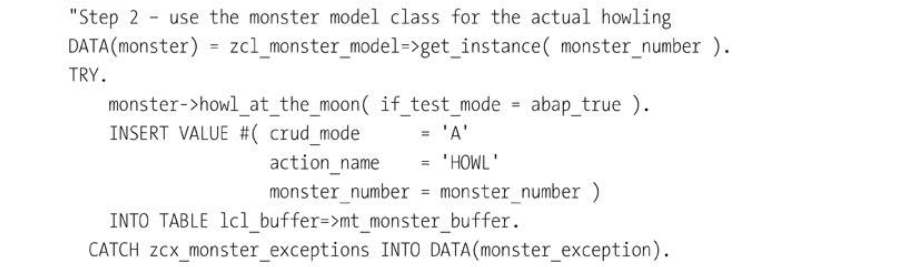 "Step 2 – use the monster model class for the actual howling
DATA(monster) = zcl_monster_model=>get_instance( monster_number ).
TRY.
monster->howl_at_the_moon( if_test_mode = abap_true ).
INSERT VALUE #( crud_mode = 'A'
action_name = 'HOWL'
monster_number = monster_number )
INTO TABLE lcl_buffer=>mt_monster_buffer.
CATCH zcx_monster_exceptions INTO DATA(monster_exception).